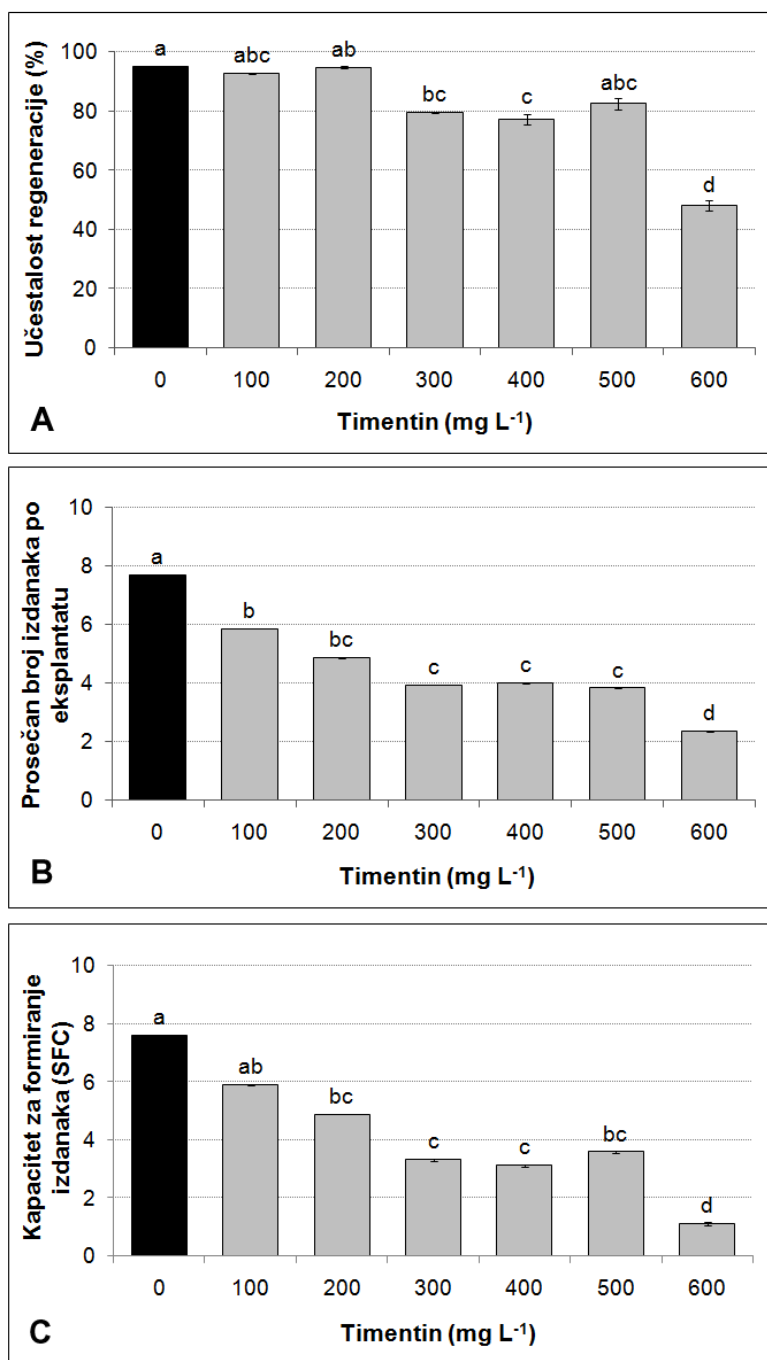 Učestalost regeneracije (%)
100
80
60
40
20
0
a
abc
ab
bc
c
abc
d
0 100 200 300 400 500 600
Timentin (mg L⁻¹)
A
Prosečan broj izdanaka po
eksplantatu
10
8
6
4
2
0
a
b
bc
c
c
c
d
0 100 200 300 400 500 600
Timentin (mg L⁻¹)
B
Kapacitet za formiranje
izdanaka (SFC)
10
8
6
4
2
0
a
ab
bc
c
c
bc
d
0 100 200 300 400 500 600
Timentin (mg L⁻¹)
C